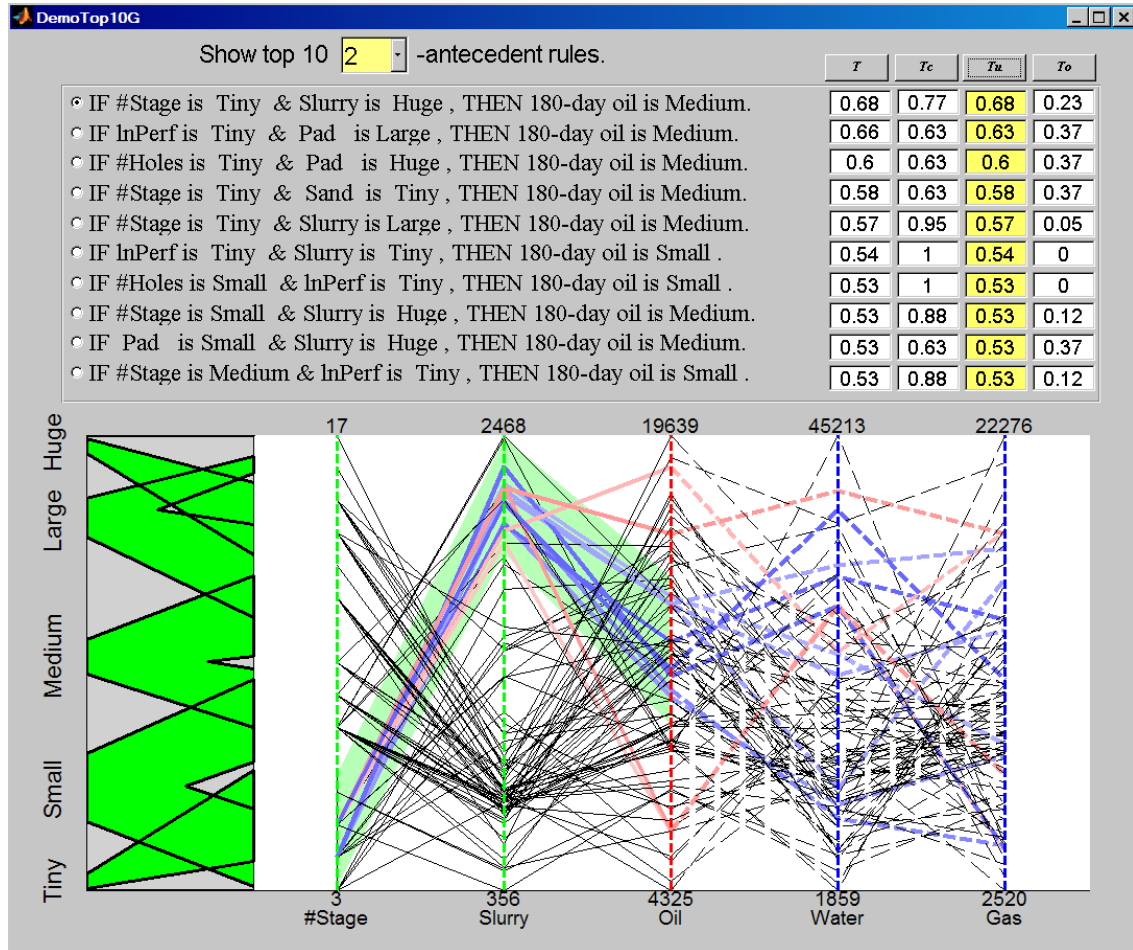 DemoTop10G
Show top 10 2 -antecedent rules.
T Tc Tu To
IF #Stage is Tiny & Slurry is Huge , THEN 180-day oil is Medium. 0.68 0.77 0.68 0.23
IF lnPerf is Tiny & Pad is Large , THEN 180-day oil is Medium. 0.66 0.63 0.63 0.37
IF #Holes is Tiny & Pad is Huge , THEN 180-day oil is Medium. 0.6 0.63 0.6 0.37
IF #Stage is Tiny & Sand is Tiny , THEN 180-day oil is Medium. 0.58 0.63 0.58 0.37
IF #Stage is Tiny & Slurry is Large , THEN 180-day oil is Medium. 0.57 0.95 0.57 0.05
IF lnPerf is Tiny & Slurry is Tiny , THEN 180-day oil is Small . 0.54 1 0.54 0
IF #Holes is Small & lnPerf is Tiny , THEN 180-day oil is Small . 0.53 1 0.53 0
IF #Stage is Small & Slurry is Huge , THEN 180-day oil is Medium. 0.53 0.88 0.53 0.12
IF Pad is Small & Slurry is Huge , THEN 180-day oil is Medium. 0.53 0.63 0.53 0.37
IF #Stage is Medium & lnPerf is Tiny , THEN 180-day oil is Small . 0.53 0.88 0.53 0.12
17 2468 19639 45213 22276
Huge
Large
Medium
Small
Tiny
3 356 4325 1859 2520
#Stage Slurry Oil Water Gas